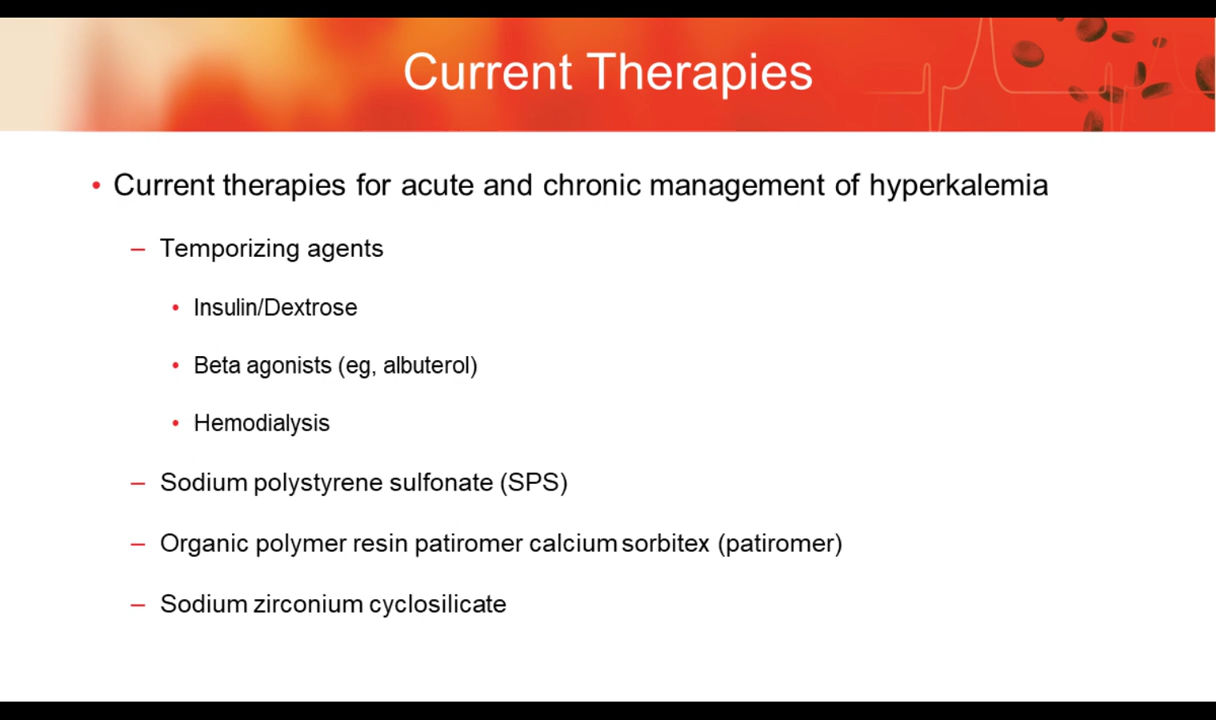 Current Therapies
• Current therapies for acute and chronic management of hyperkalemia
– Temporizing agents
• Insulin/Dextrose
• Beta agonists (eg, albuterol)
• Hemodialysis
– Sodium polystyrene sulfonate (SPS)
– Organic polymer resin patiromer calcium sorbitex (patiromer)
– Sodium zirconium cyclosilicate